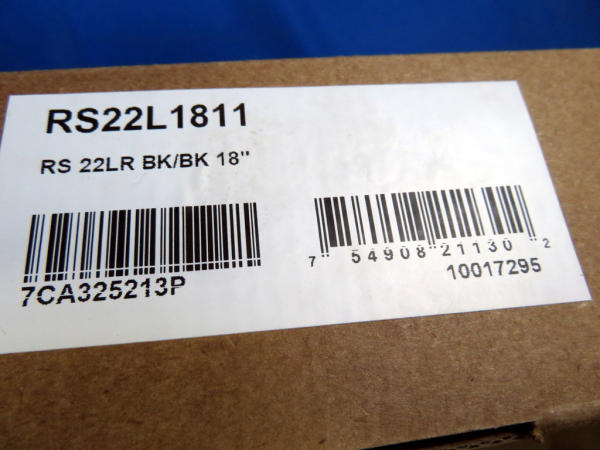 RS22L1811
RS 22LR BK/BK 18"
7CA325213P
7 54908 21130 2
10017295